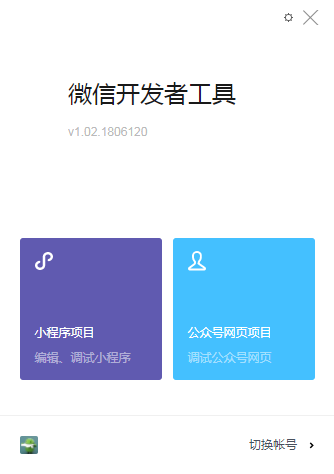 微信开发者工具
v1.02.1806120
小程序项目
编辑、调试小程序
公众号网页项目
调试公众号网页
切换帐号